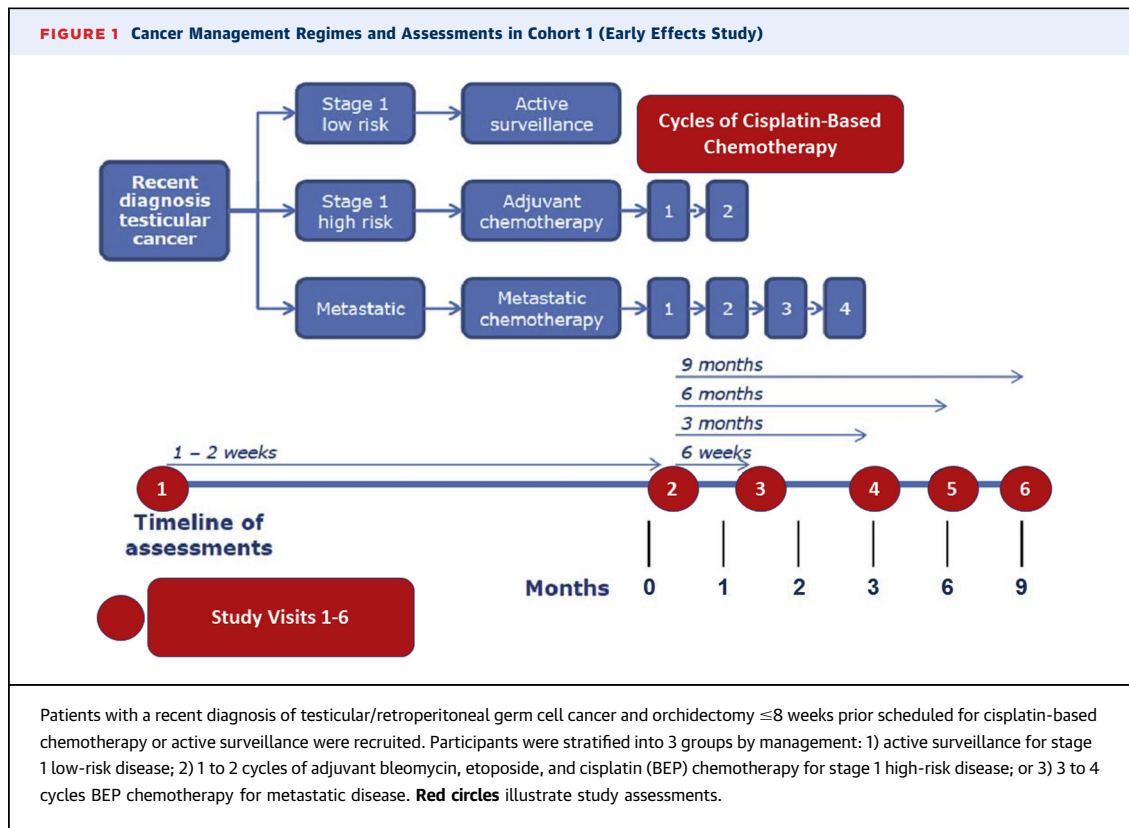 FIGURE 1 Cancer Management Regimes and Assessments in Cohort 1 (Early Effects Study)
Stage 1
low risk
Active
surveillance
Cycles of Cisplatin-Based
Chemotherapy
Recent
diagnosis
testicular
cancer
Stage 1
high risk
Adjuvant
chemotherapy
1
2
Metastatic
Metastatic
chemotherapy
1
2
3
4
9 months
6 months
3 months
1 – 2 weeks
6 weeks
1
2
3
4
5
6
Timeline of
assessments
Months 0 1 2 3 6 9
Study Visits 1-6
Patients with a recent diagnosis of testicular/retroperitoneal germ cell cancer and orchidectomy ≤8 weeks prior scheduled for cisplatin-based
chemotherapy or active surveillance were recruited. Participants were stratified into 3 groups by management: 1) active surveillance for stage
1 low-risk disease; 2) 1 to 2 cycles of adjuvant bleomycin, etoposide, and cisplatin (BEP) chemotherapy for stage 1 high-risk disease; or 3) 3 to 4
cycles BEP chemotherapy for metastatic disease. Red circles illustrate study assessments.